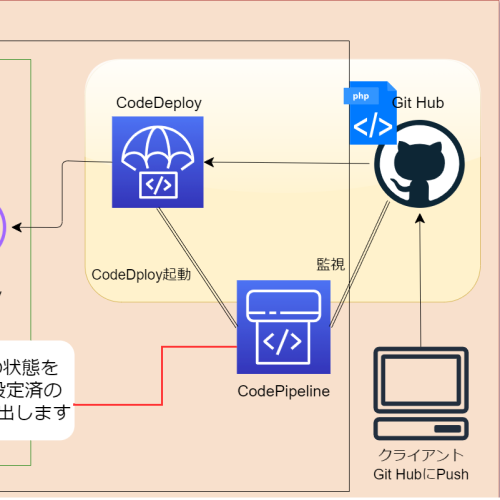 CodeDeploy
php
Git Hub
</>
</>
CodeDploy起動
監視
</>
の状態を
設定済の
出します
CodePipeline
クライアント
Git HubにPush